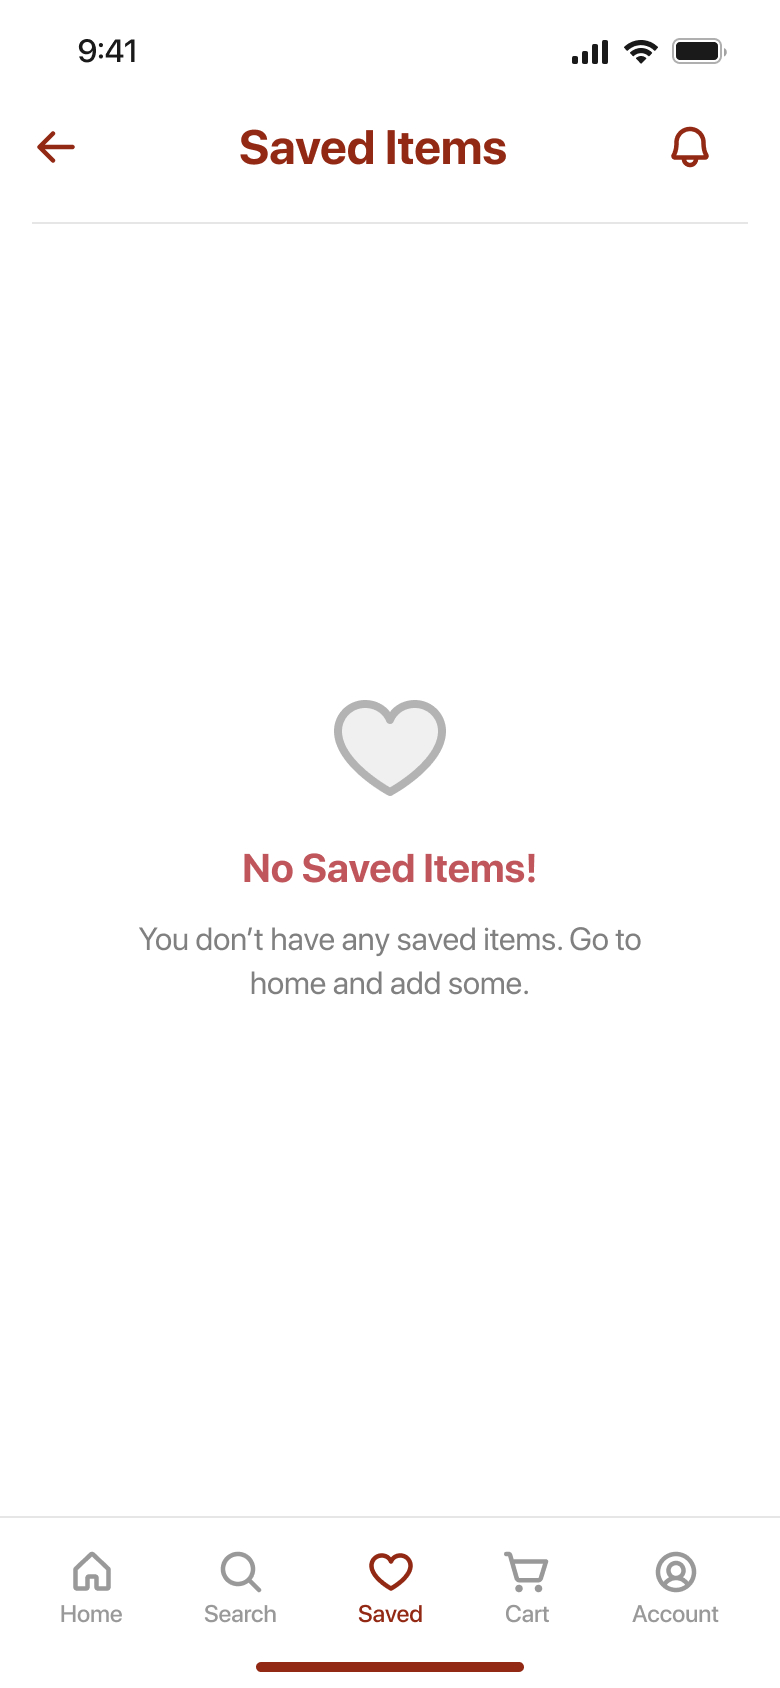 9:41
Saved Items
No Saved Items!
You don’t have any saved items. Go to
home and add some.
Home
Search
Saved
Cart
Account